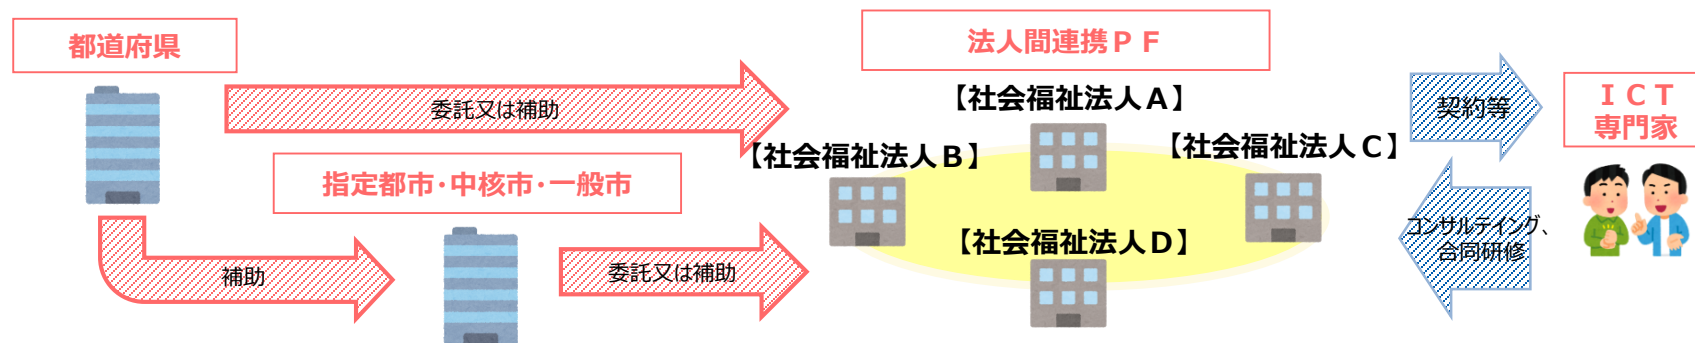 都道府県
法人間連携ＰＦ
委託又は補助
【社会福祉法人Ａ】
契約等
ＩＣＴ
専門家
【社会福祉法人Ｂ】
【社会福祉法人Ｃ】
指定都市･中核市･一般市
コンサルテイング、
合同研修
【社会福祉法人Ｄ】
補助
委託又は補助